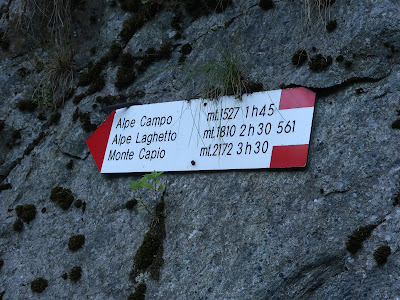 Alpe Campo mt.1527 1h45
Alpe Laghetto mt.1810 2h30 561
Monte Capio mt.2172 3h30